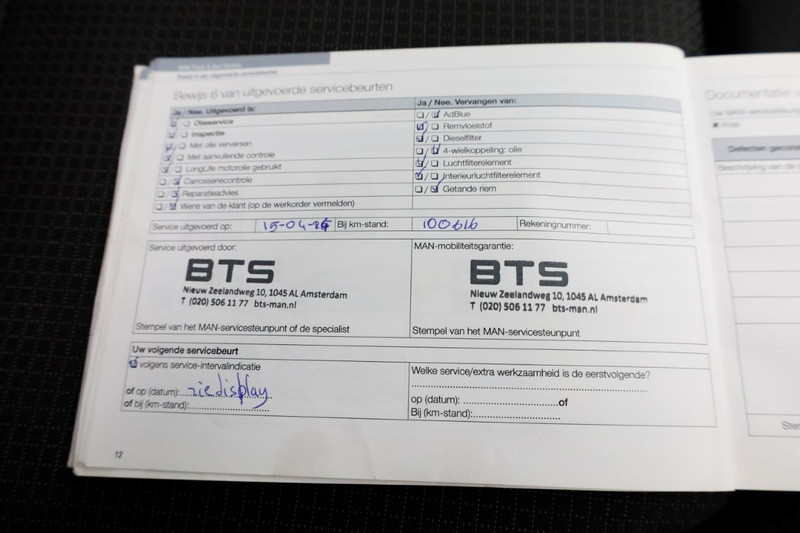 Bewijs 6 van uitgevoerde servicebeurten
Bewijs 6 van uitgevoerde servicebeurten
Ja / Nee. Uitgevoerd is:
Olieservice
Inspectie
Met olie verversen
Met aanvullende controle
LongLife motorolie gebruikt
Carrosseriecontrole
Reparatieadvies
Wens van de klant (op de werkorder vermelden)
Ja / Nee. Vervangen van:
AdBlue
Remvloeistof
Dieselfilter
4-wielkoppeling: olie
Luchtfilterelement
Interieurluchtfilterelement
Getande riem
Service uitgevoerd op: 15-04- Bij km-stand: 100616 Rekeningnummer:
Service uitgevoerd door:
BTS
Nieuw Zeelandweg 10, 1045 AL Amsterdam
T (020) 506 11 77 bts-man.nl
Stempel van het MAN-servicesteunpunt of de specialist
MAN-mobiliteitsgarantie:
BTS
Nieuw Zeelandweg 10, 1045 AL Amsterdam
T (020) 506 11 77 bts-man.nl
Stempel van het MAN-servicesteunpunt
Uw volgende servicebeurt
volgens service-intervalindicatie
of op (datum): zie display
of bij (km-stand):
Welke service/extra werkzaamheid is de eerstvolgende?
op (datum): of
Bij (km-stand):
12
Documentatie